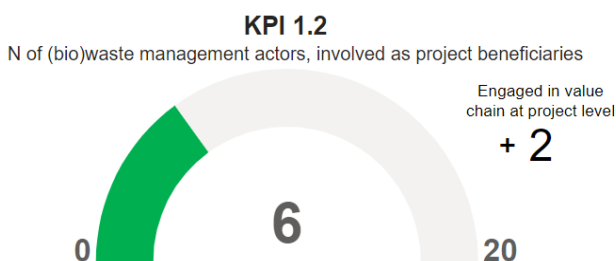 KPI 1.2
N of (bio)waste management actors, involved as project beneficiaries
Engaged in value
chain at project level
+ 2
6
0
20